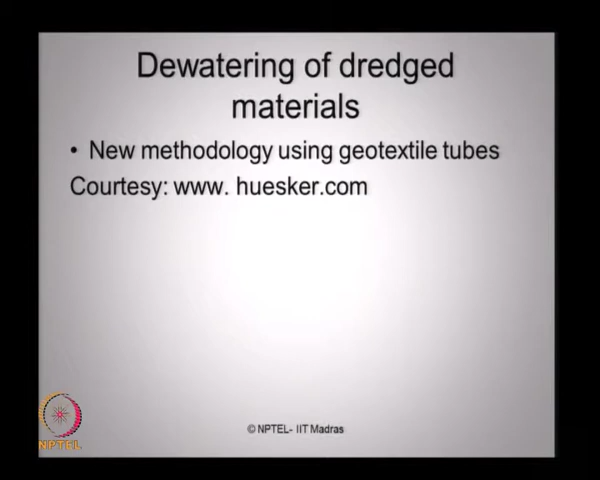 Dewatering of dredged
materials
• New methodology using geotextile tubes
Courtesy: www. huesker.com
© NPTEL- IIT Madras
NPTEL